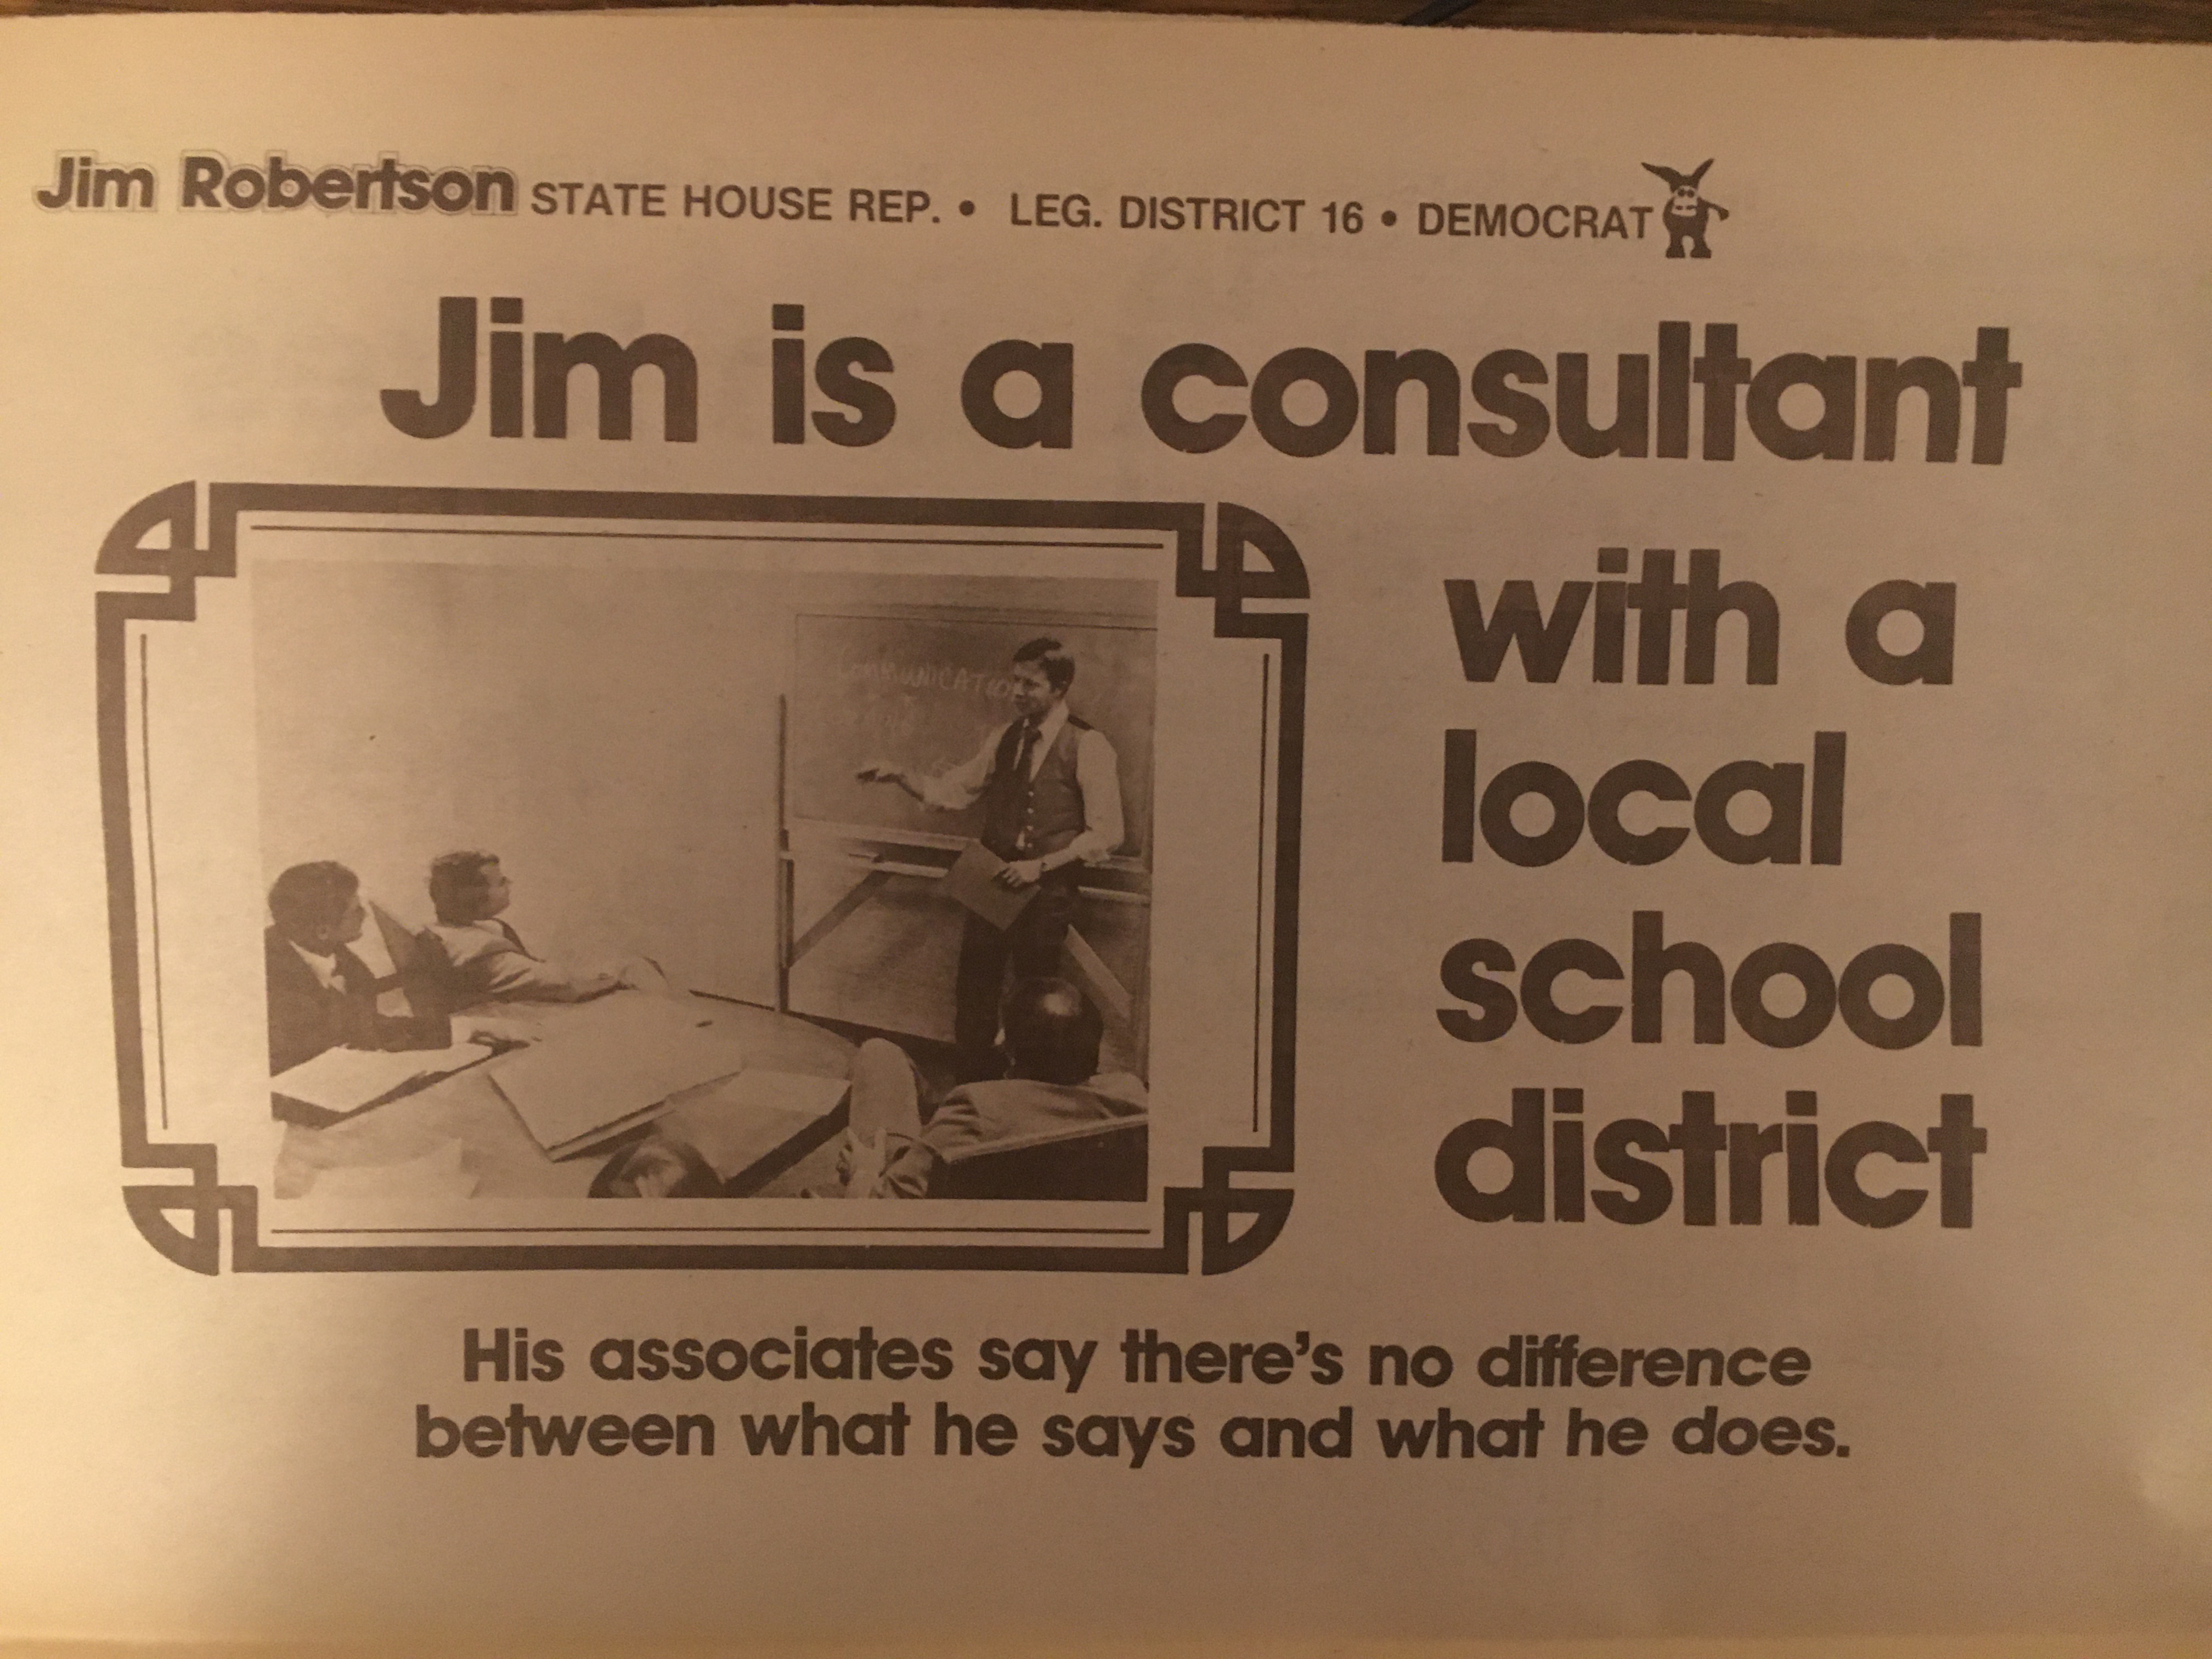 Jim Robertson STATE HOUSE REP. • LEG. DISTRICT 16 • DEMOCRAT
Jim is a consultant
with a
local
school
district
COMMUNICATION
His associates say there's no difference
between what he says and what he does.